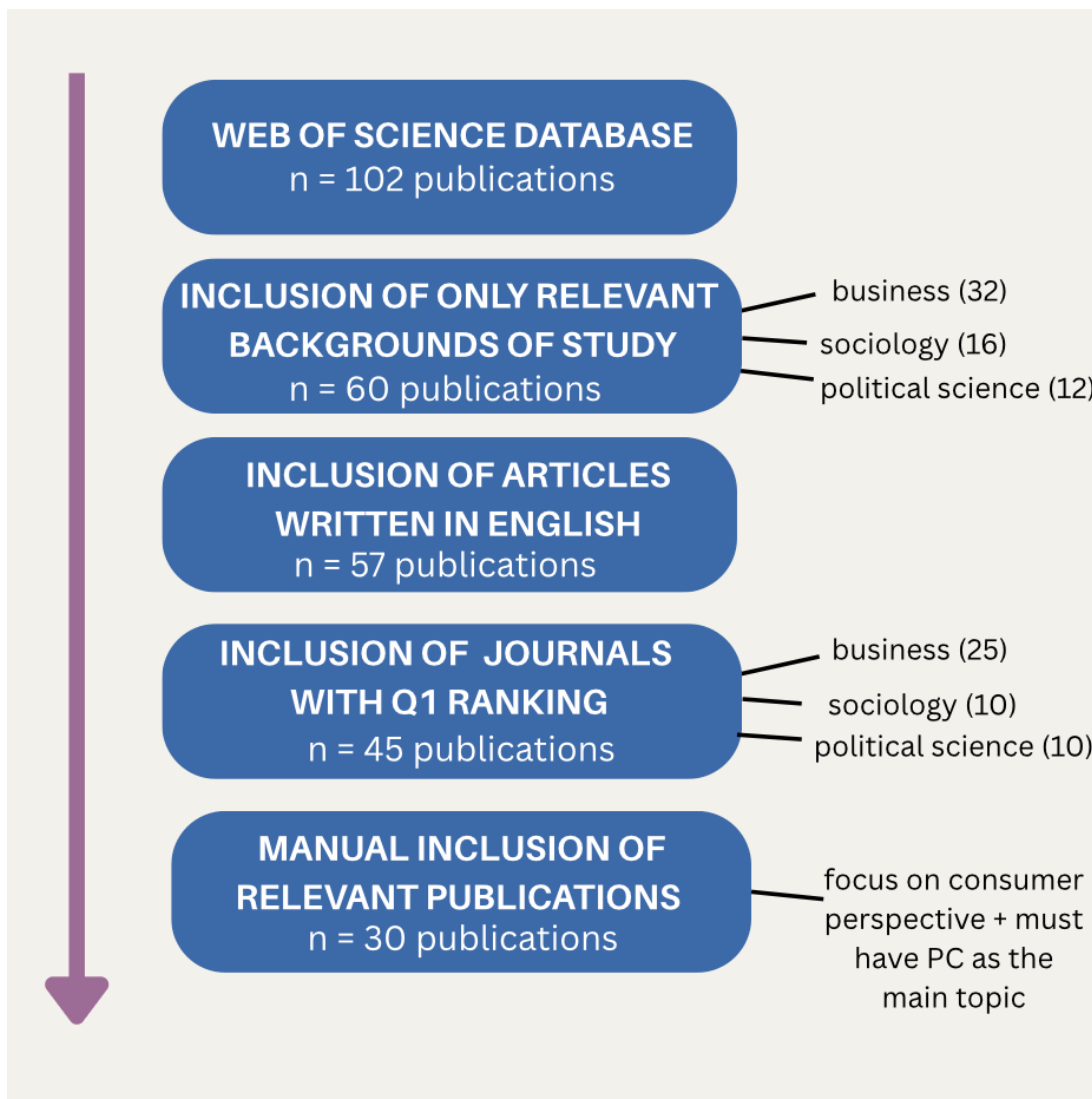 WEB OF SCIENCE DATABASE
n = 102 publications
INCLUSION OF ONLY RELEVANT
BACKGROUNDS OF STUDY
n = 60 publications
business (32)
sociology (16)
political science (12)
INCLUSION OF ARTICLES
WRITTEN IN ENGLISH
n = 57 publications
INCLUSION OF JOURNALS
WITH Q1 RANKING
n = 45 publications
business (25)
sociology (10)
political science (10)
MANUAL INCLUSION OF
RELEVANT PUBLICATIONS
n = 30 publications
focus on consumer
perspective + must
have PC as the
main topic